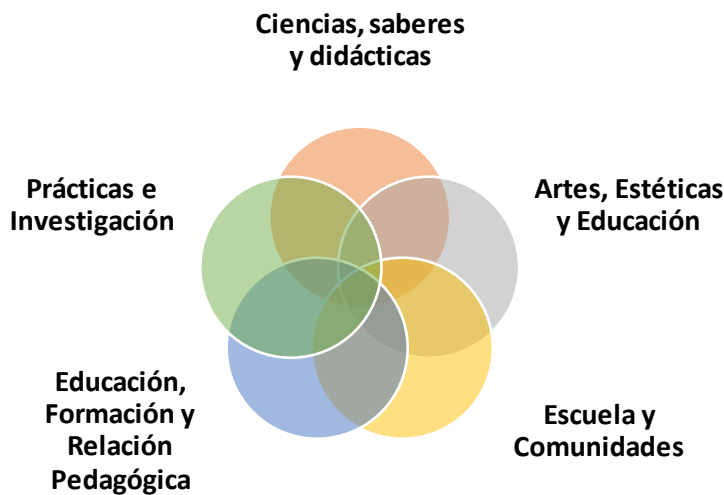 Ciencias, saberes
y didácticas
Prácticas e
Investigación
Artes, Estéticas
y Educación
Educación,
Formación y
Relación
Pedagógica
Escuela y
Comunidades